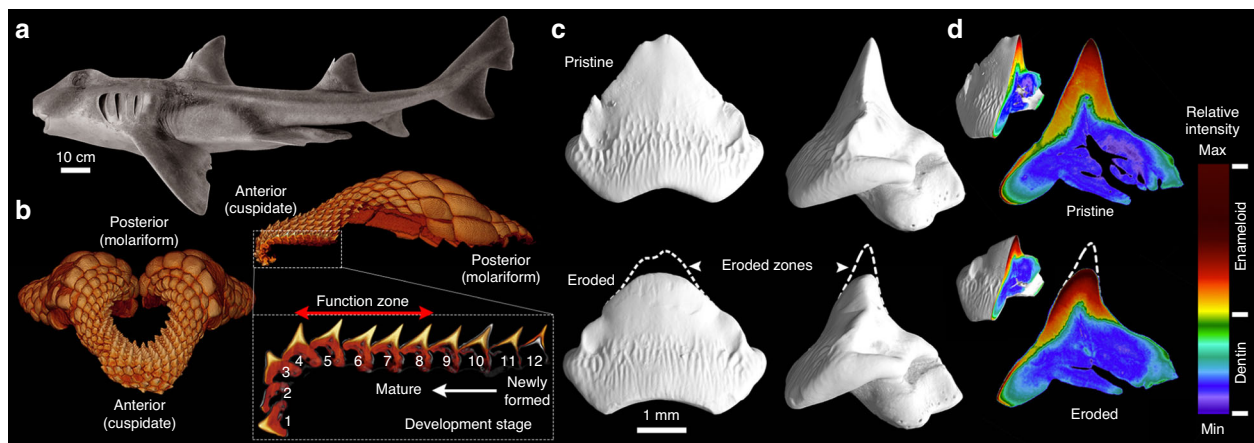 a
10 cm
b
Posterior
(molariform)
Anterior
(cuspidate)
Anterior
(cuspidate)
Posterior
(molariform)
Function zone
1
2
3
4
5
6
7
8
9
10
11
12
Mature
Newly
formed
Development stage
c
Pristine
Eroded
Eroded zones
1 mm
d
Pristine
Eroded
Relative
intensity
Max
Enameloid
Dentin
Min